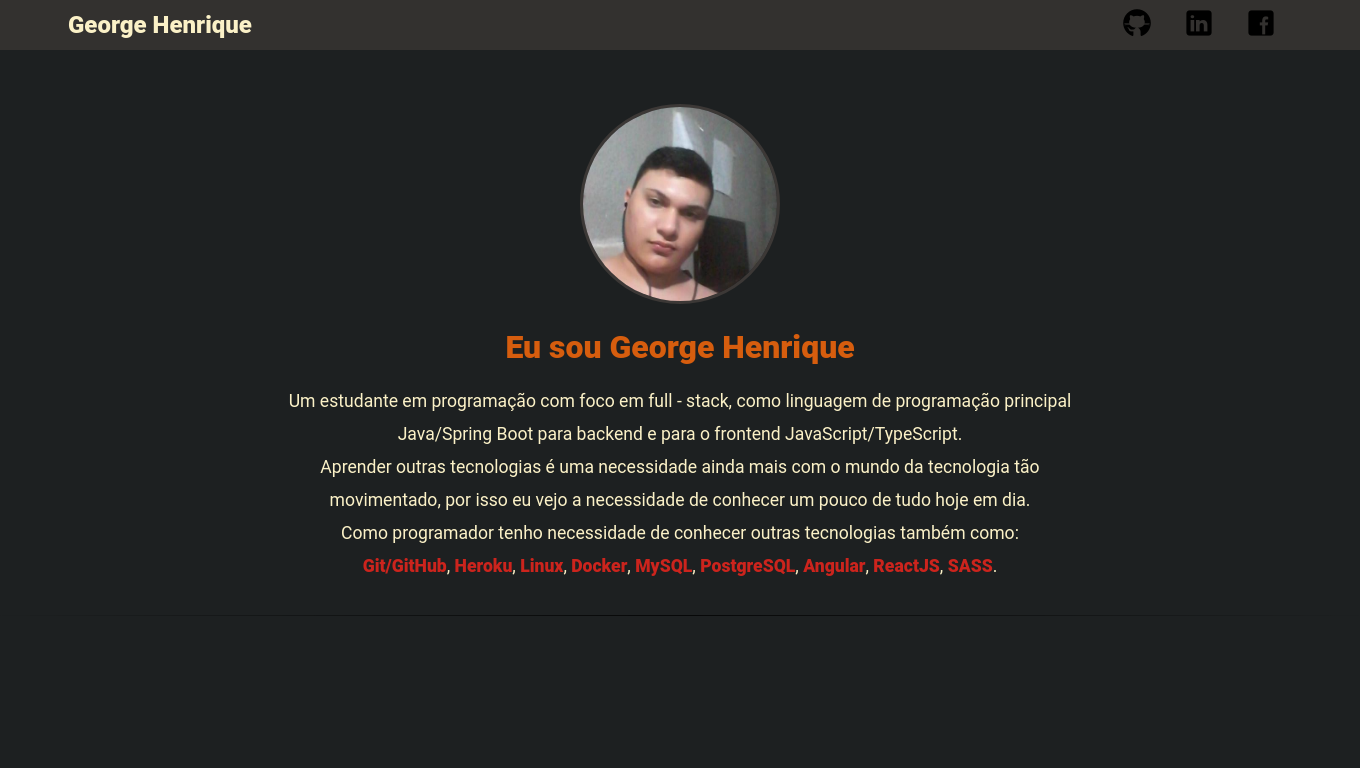 George Henrique
Eu sou George Henrique
Um estudante em programação com foco em full - stack, como linguagem de programação principal
Java/Spring Boot para backend e para o frontend JavaScript/TypeScript.
Aprender outras tecnologias é uma necessidade ainda mais com o mundo da tecnologia tão
movimentado, por isso eu vejo a necessidade de conhecer um pouco de tudo hoje em dia.
Como programador tenho necessidade de conhecer outras tecnologias também como:
Git/GitHub, Heroku, Linux, Docker, MySQL, PostgreSQL, Angular, ReactJS, SASS.